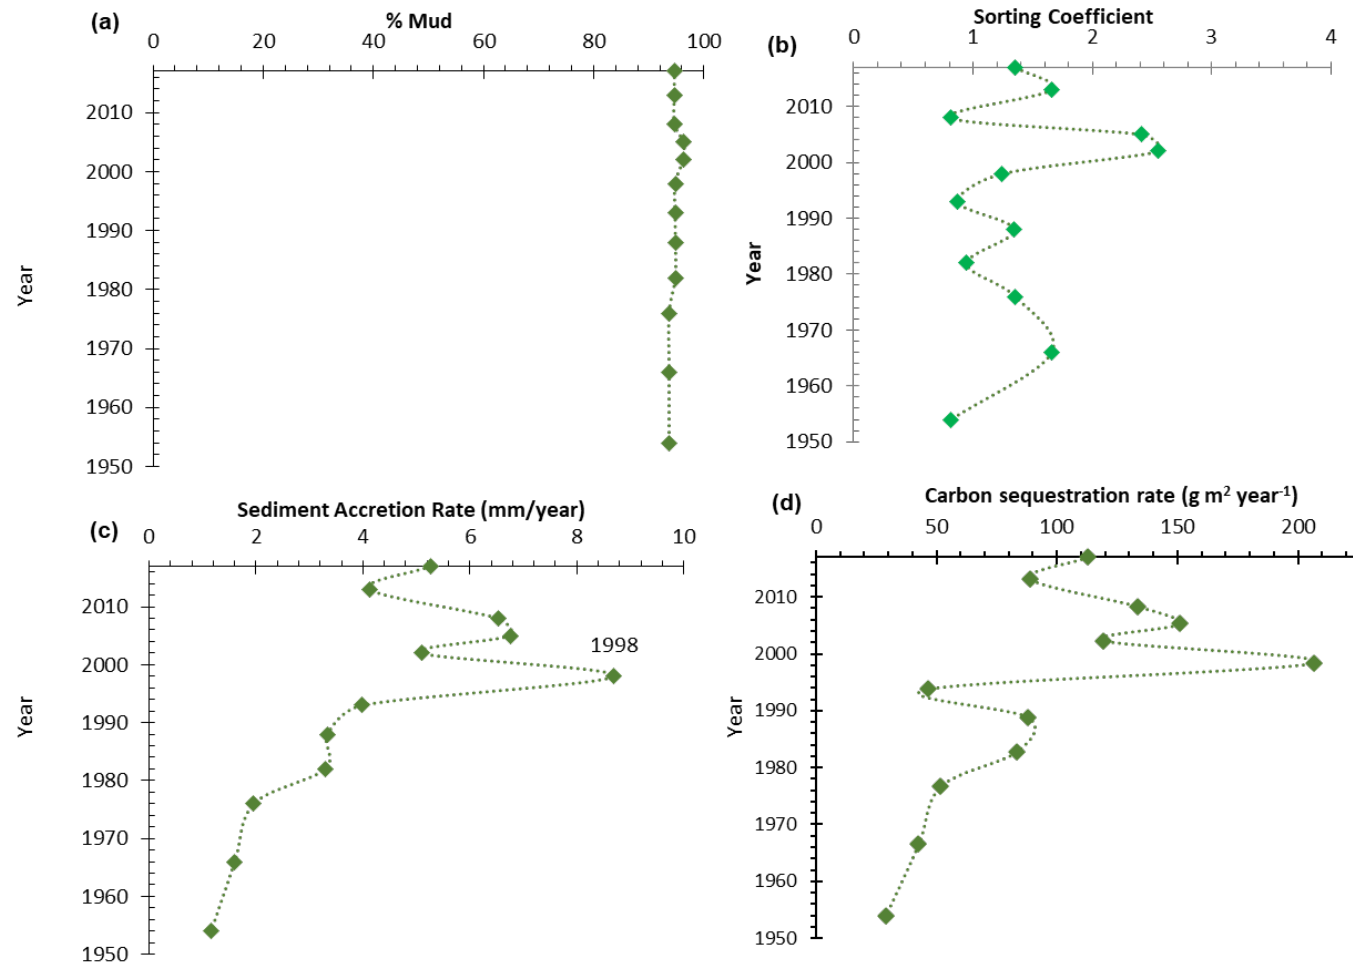 (a)
% Mud
0 20 40 60 80 100
2010
2000
1990
1980
1970
1960
1950
Year
(b)
Sorting Coefficient
0 1 2 3 4
2010
2000
1990
1980
1970
1960
1950
Year
(c)
Sediment Accretion Rate (mm/year)
0 2 4 6 8 10
1998
2010
2000
1990
1980
1970
1960
1950
Year
(d)
Carbon sequestration rate (g m² year⁻¹)
0 50 100 150 200
2010
2000
1990
1980
1970
1960
1950
Year